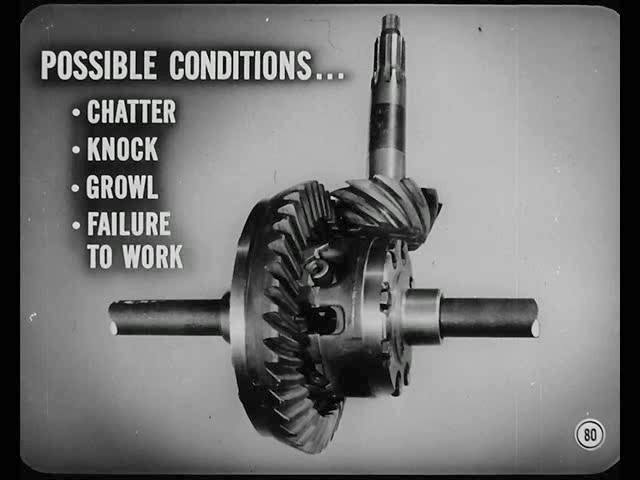 POSSIBLE CONDITIONS...
• CHATTER
• KNOCK
• GROWL
• FAILURE
TO WORK
80